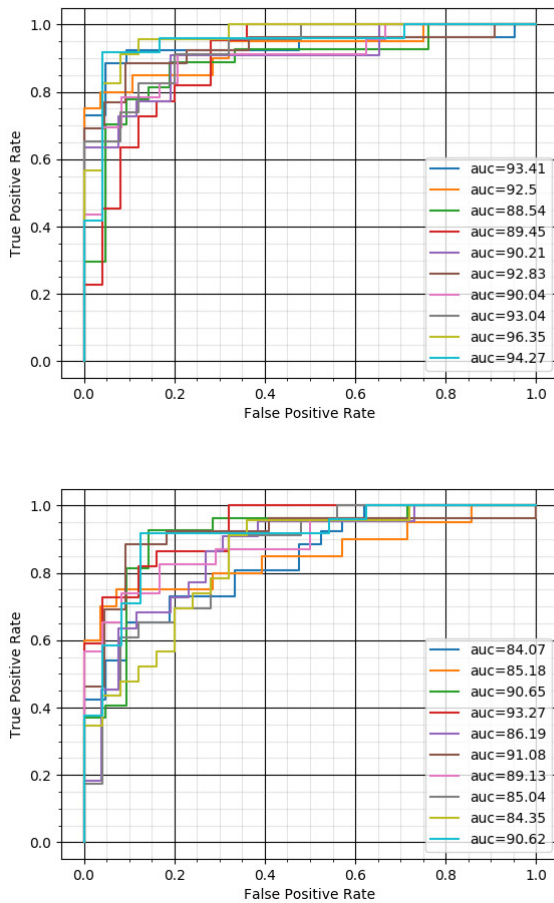 1.0
0.8
0.6
0.4
0.2
0.0
True Positive Rate
auc=93.41
auc=92.5
auc=88.54
auc=89.45
auc=90.21
auc=92.83
auc=90.04
auc=93.04
auc=96.35
auc=94.27
0.0 0.2 0.4 0.6 0.8 1.0
False Positive Rate
1.0
0.8
0.6
0.4
0.2
0.0
True Positive Rate
auc=84.07
auc=85.18
auc=90.65
auc=93.27
auc=86.19
auc=91.08
auc=89.13
auc=85.04
auc=84.35
auc=90.62
0.0 0.2 0.4 0.6 0.8 1.0
False Positive Rate